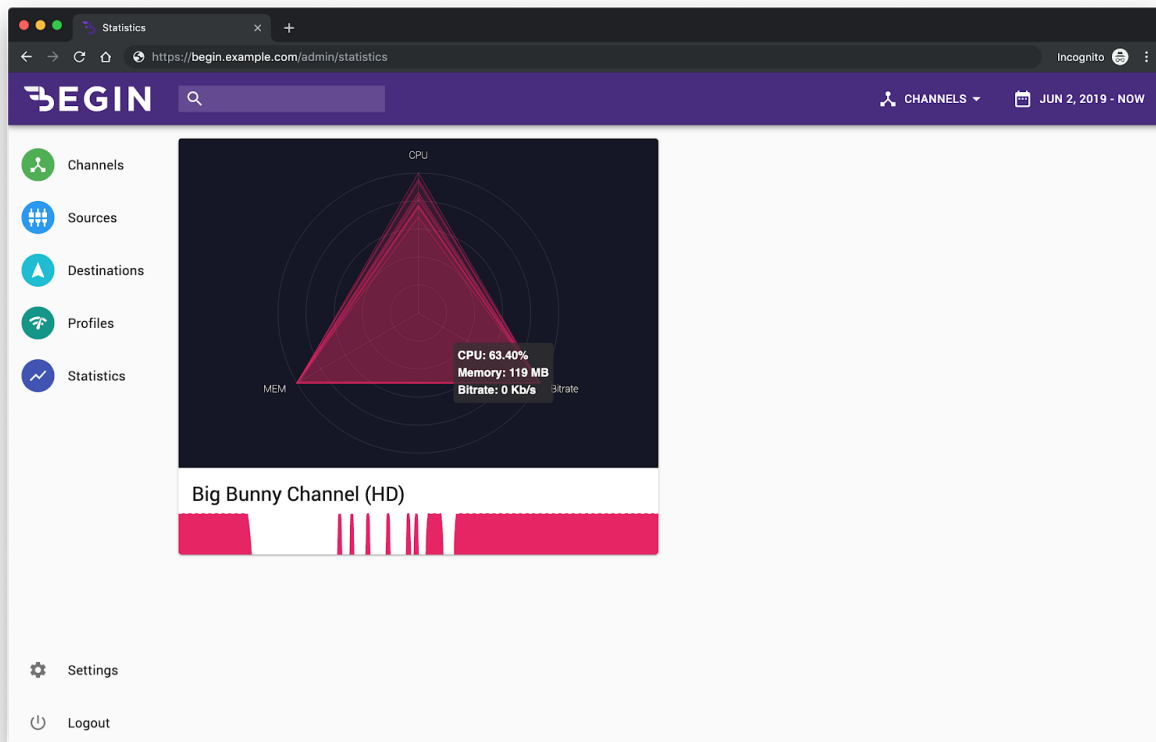 Statistics
https://begin.example.com/admin/statistics
Incognito
BEGIN
CHANNELS
JUN 2, 2019 - NOW
Channels
Sources
Destinations
Profiles
Statistics
CPU
CPU: 63.40%
Memory: 119 MB
Bitrate: 0 Kb/s
MEM
Bitrate
Big Bunny Channel (HD)
Settings
Logout